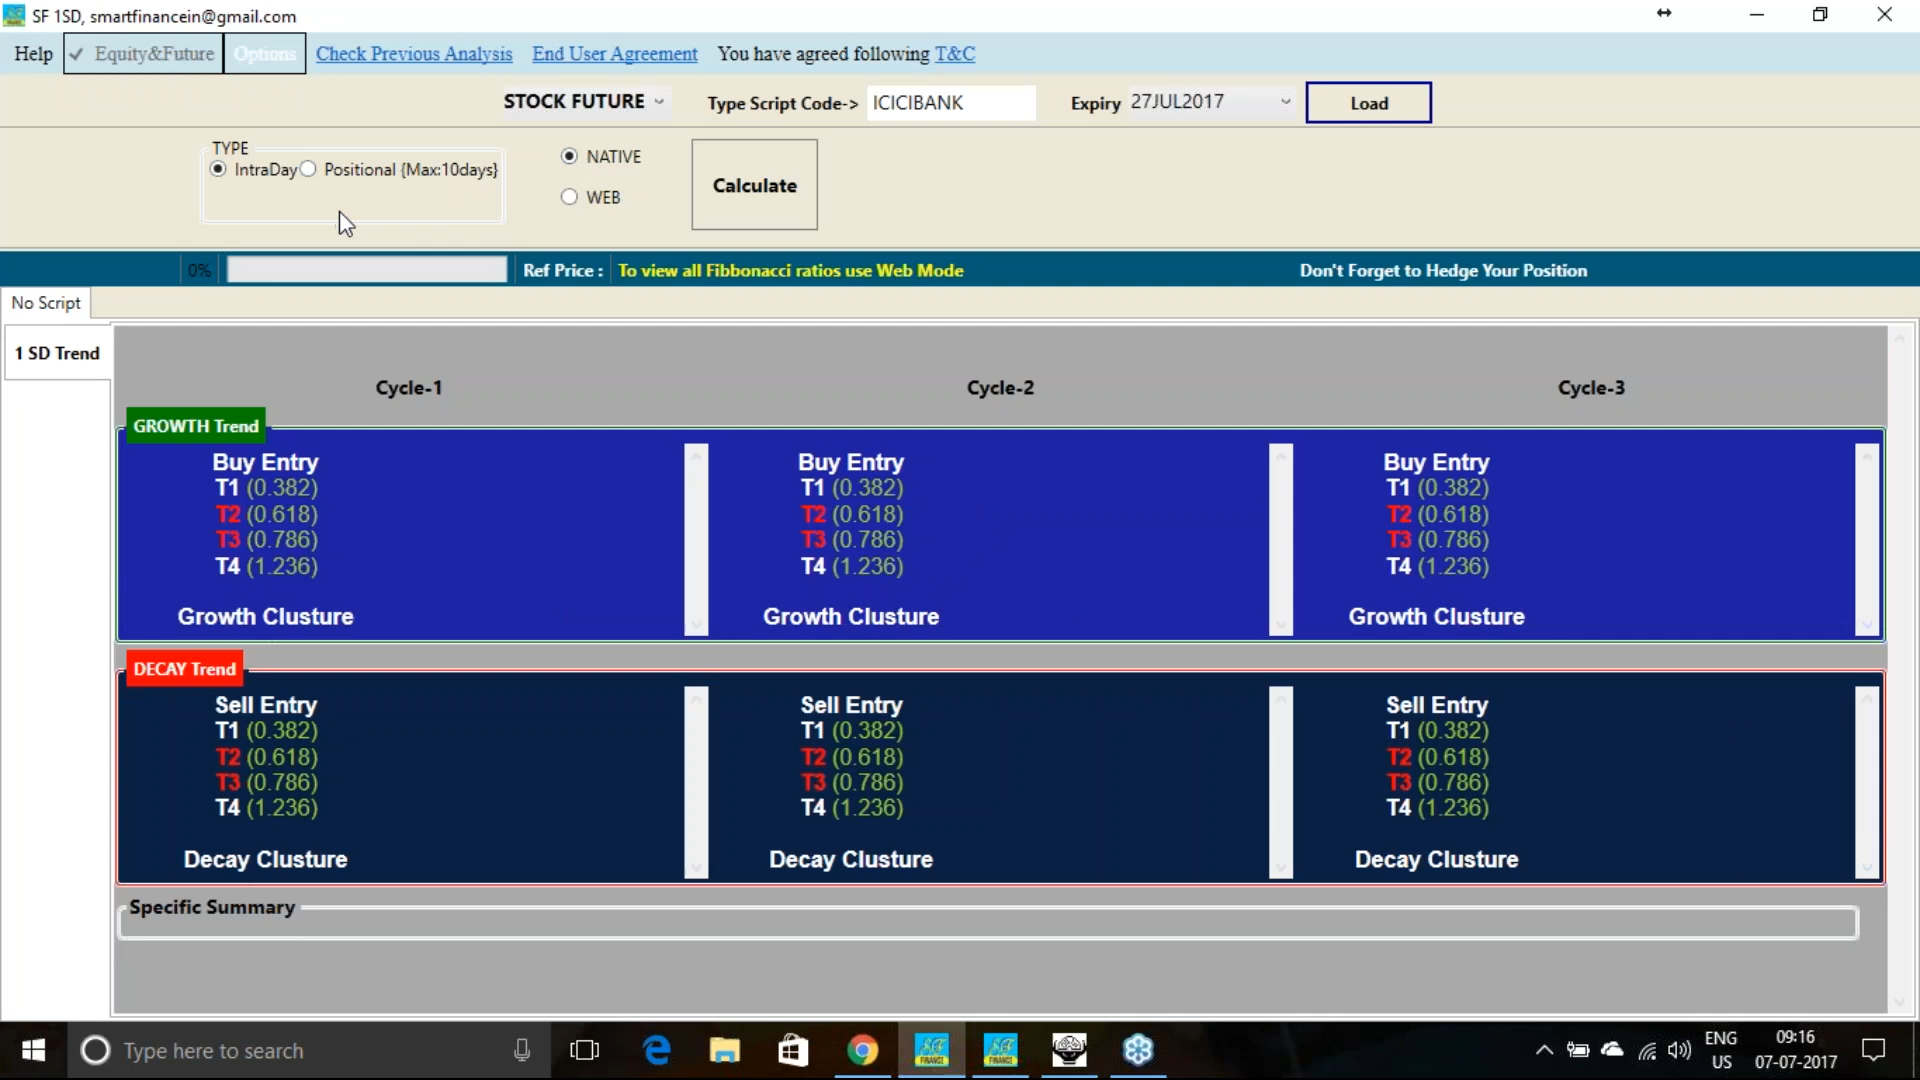 SF 1SD, smartfinancein@gmail.com
Help ✓ Equity&Future Options Check Previous Analysis End User Agreement You have agreed following T&C
STOCK FUTURE Type Script Code-> ICICIBANK Expiry 27JUL2017 Load
TYPE
IntraDay Positional {Max:10days}
NATIVE
WEB
Calculate
0% Ref Price : To view all Fibbonacci ratios use Web Mode Don't Forget to Hedge Your Position
No Script
1 SD Trend
Cycle-1 Cycle-2 Cycle-3
GROWTH Trend
Buy Entry Buy Entry Buy Entry
T1 (0.382) T1 (0.382) T1 (0.382)
T2 (0.618) T2 (0.618) T2 (0.618)
T3 (0.786) T3 (0.786) T3 (0.786)
T4 (1.236) T4 (1.236) T4 (1.236)
Growth Clusture Growth Clusture Growth Clusture
DECAY Trend
Sell Entry Sell Entry Sell Entry
T1 (0.382) T1 (0.382) T1 (0.382)
T2 (0.618) T2 (0.618) T2 (0.618)
T3 (0.786) T3 (0.786) T3 (0.786)
T4 (1.236) T4 (1.236) T4 (1.236)
Decay Clusture Decay Clusture Decay Clusture
Specific Summary
Type here to search
FINANCE FINANCE
ENG 09:16
US 07-07-2017